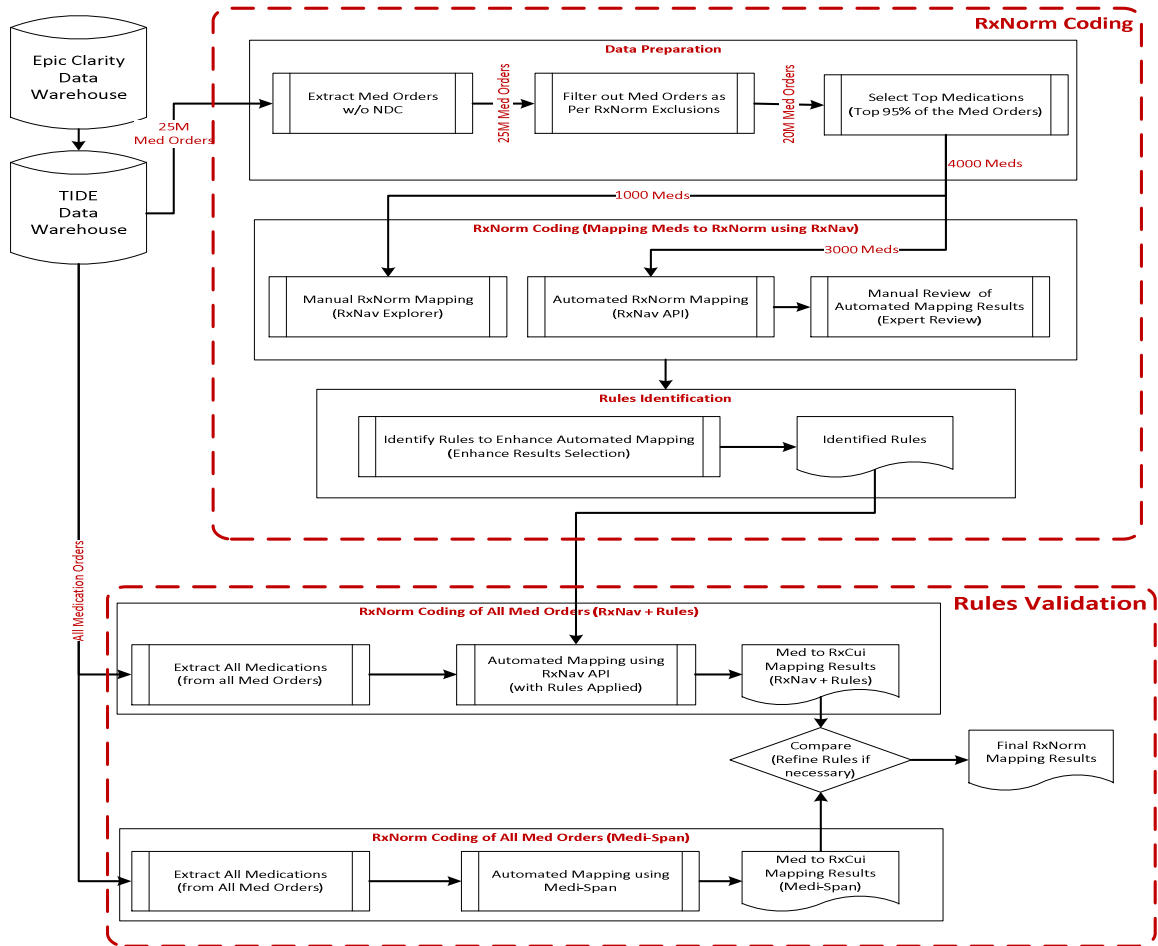 RxNorm Coding
Epic Clarity
Data
Warehouse
TIDE
Data
Warehouse
25M
Med Orders
All Medication Orders
Data Preparation
Extract Med Orders
w/o NDC
25M Med Orders
Filter out Med Orders as
Per RxNorm Exclusions
20M Med Orders
Select Top Medications
(Top 95% of the Med Orders)
4000 Meds
1000 Meds
RxNorm Coding (Mapping Meds to RxNorm using RxNav)
3000 Meds
Manual RxNorm Mapping
(RxNav Explorer)
Automated RxNorm Mapping
(RxNav API)
Manual Review of
Automated Mapping Results
(Expert Review)
Rules Identification
Identify Rules to Enhance Automated Mapping
(Enhance Results Selection)
Identified Rules
Rules Validation
RxNorm Coding of All Med Orders (RxNav + Rules)
Extract All Medications
(from all Med Orders)
Automated Mapping using
RxNav API
(with Rules Applied)
Med to RxCui
Mapping Results
(RxNav + Rules)
Compare
(Refine Rules if
necessary)
Final RxNorm
Mapping Results
RxNorm Coding of All Med Orders (Medi-Span)
Extract All Medications
(from All Med Orders)
Automated Mapping using
Medi-Span
Med to RxCui
Mapping Results
(Medi-Span)